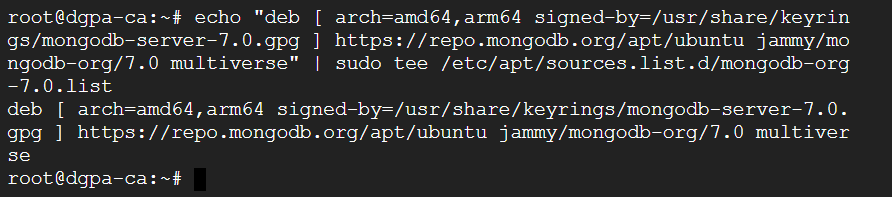 root@dgpa-ca:~# echo "deb [ arch=amd64,arm64 signed-by=/usr/share/keyrin
gs/mongodb-server-7.0.gpg ] https://repo.mongodb.org/apt/ubuntu jammy/mo
ngodb-org/7.0 multiverse" | sudo tee /etc/apt/sources.list.d/mongodb-org
-7.0.list
deb [ arch=amd64,arm64 signed-by=/usr/share/keyrings/mongodb-server-7.0.
gpg ] https://repo.mongodb.org/apt/ubuntu jammy/mongodb-org/7.0 multiver
se
root@dgpa-ca:~#